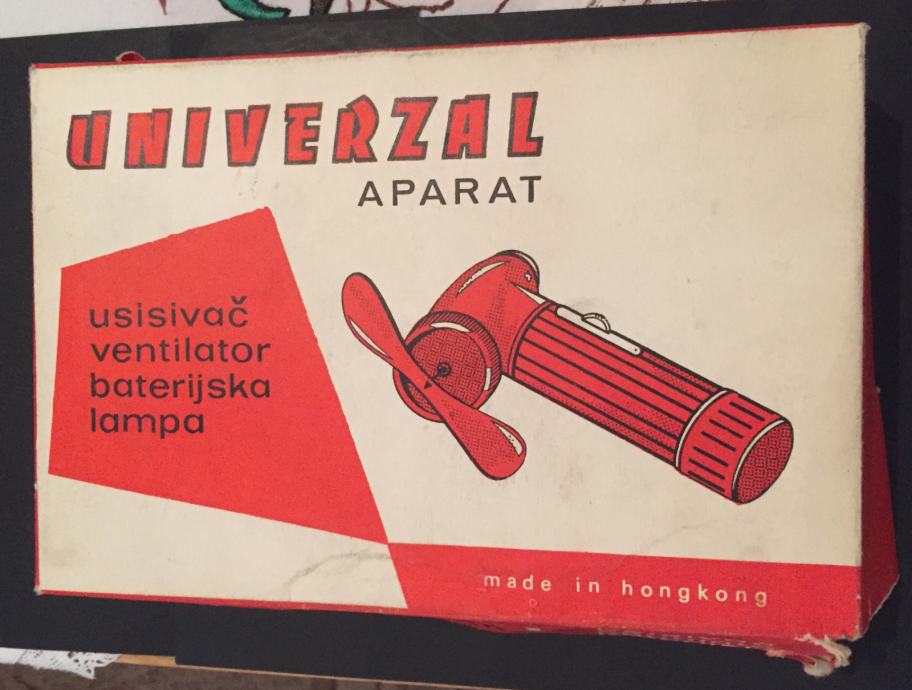 UNIVERZAL
APARAT
usisivač
ventilator
baterijska
lampa
made in hongkong